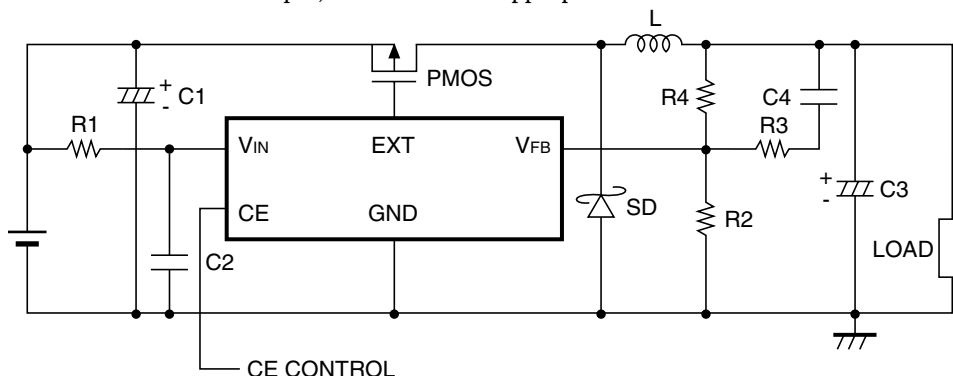 L
PMOS
+
-
C1
R1
R4
C4
R3
VIN
EXT
VFB
CE
GND
SD
R2
+
-
C3
C2
LOAD
CE CONTROL